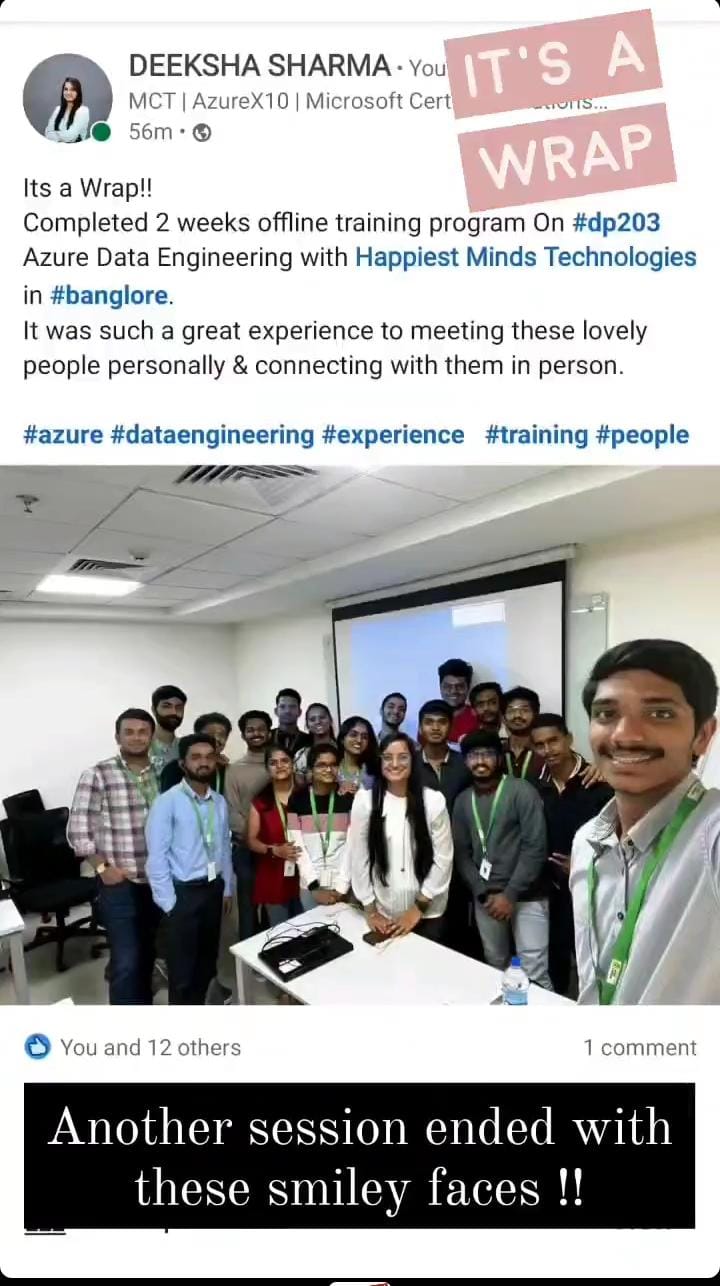 DEEKSHA SHARMA • You
IT'S A
WRAP
MCT | AzureX10 | Microsoft Cert
56m •
Its a Wrap!!
Completed 2 weeks offline training program On #dp203
Azure Data Engineering with Happiest Minds Technologies
in #banglore.
It was such a great experience to meeting these lovely
people personally & connecting with them in person.
#azure #dataengineering #experience #training #people
You and 12 others
1 comment
Another session ended with
these smiley faces !!